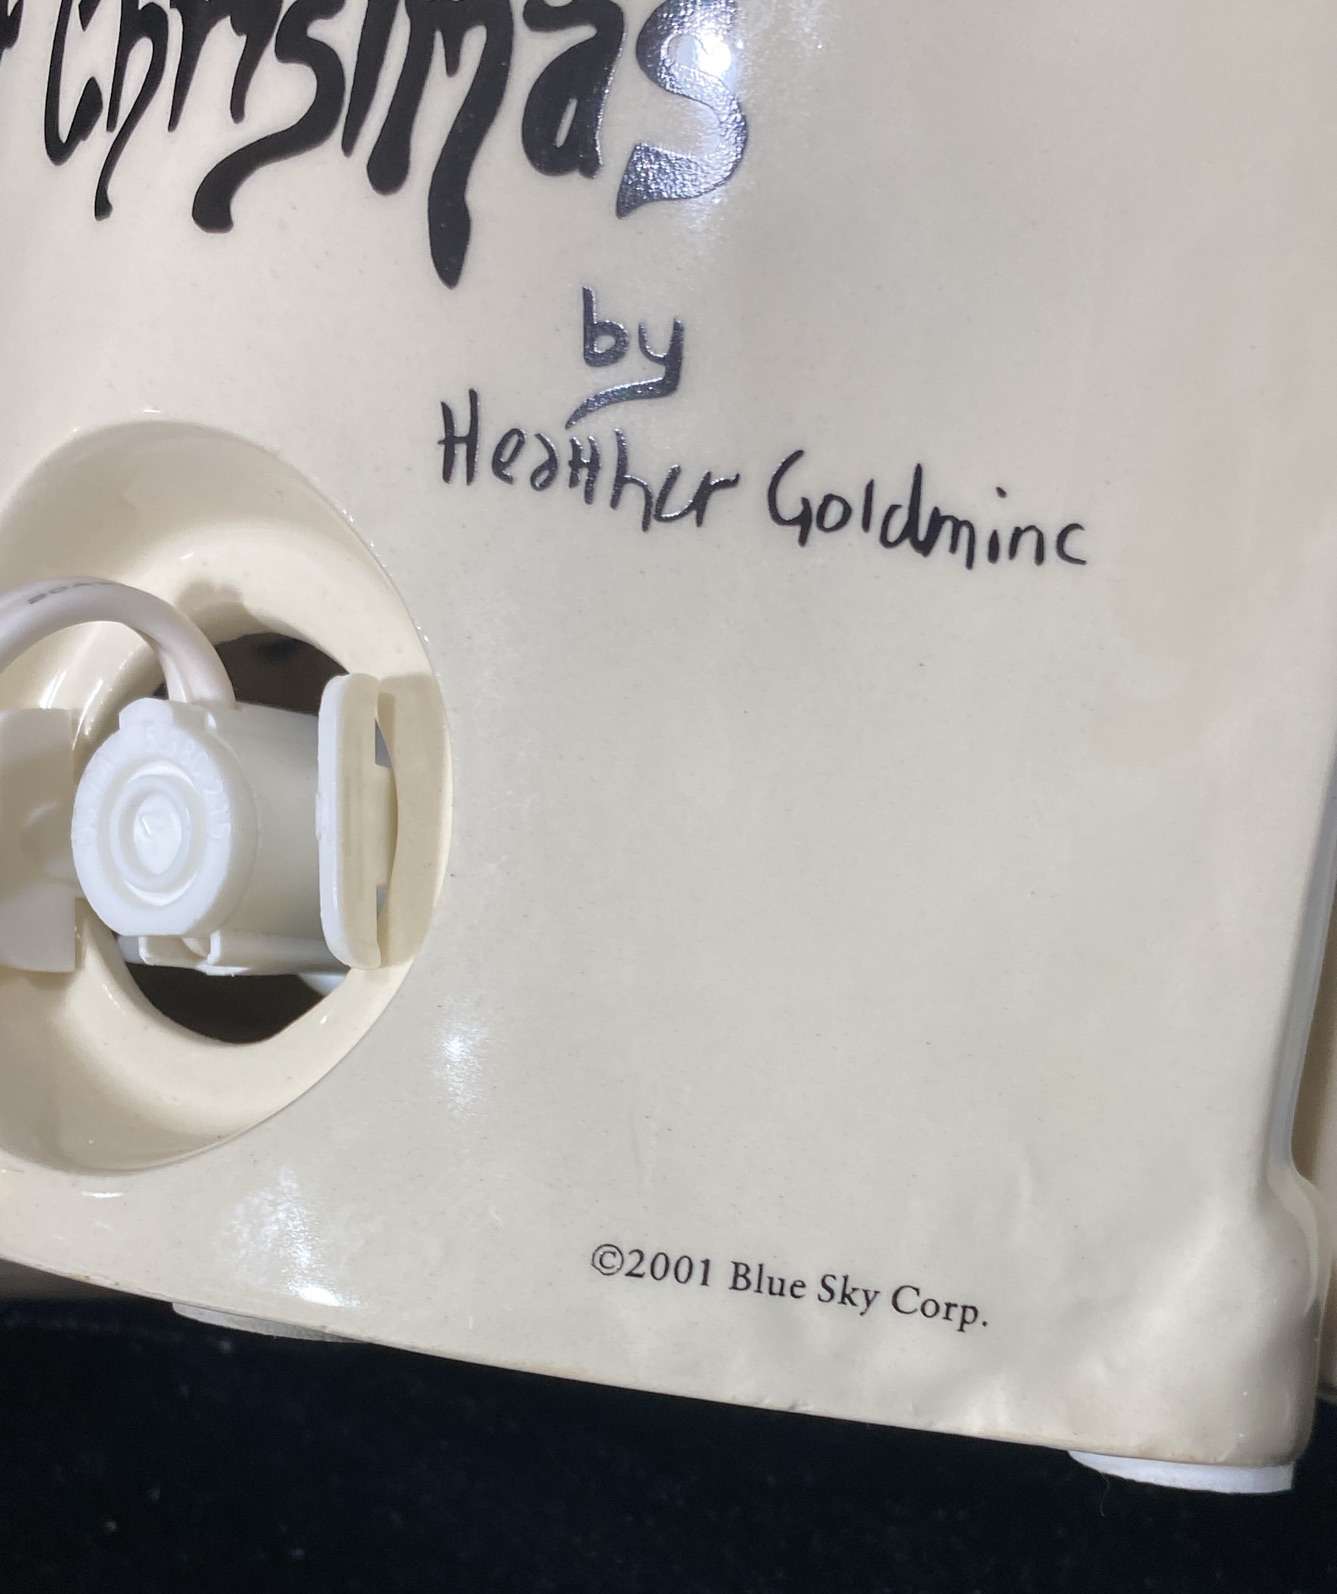 Christmas
by
Heather Goldminc
©2001 Blue Sky Corp.